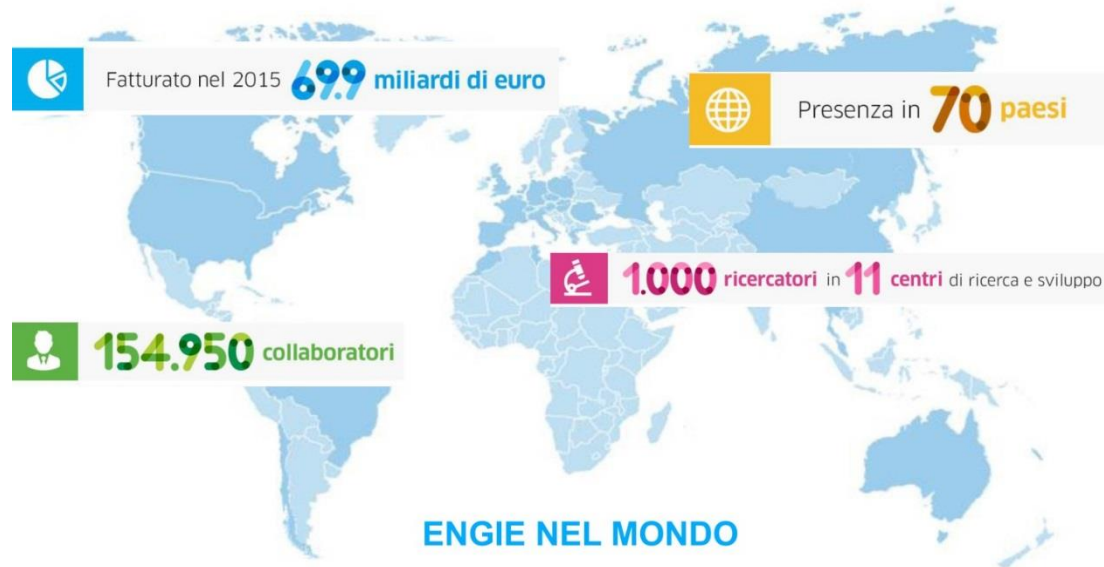 Fatturato nel 2015 69.9 miliardi di euro
Presenza in 70 paesi
1.000 ricercatori in 11 centri di ricerca e sviluppo
154.950 collaboratori
ENGIE NEL MONDO